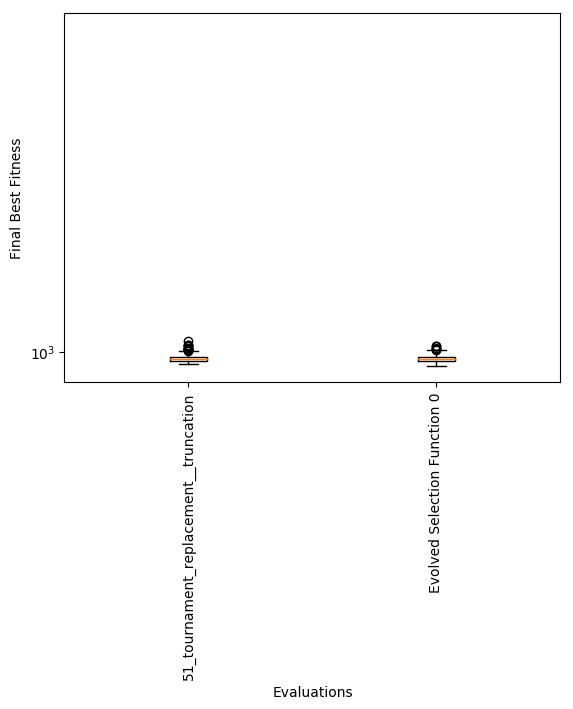 Final Best Fitness
10³
51_tournament_replacement__truncation
Evolved Selection Function 0
Evaluations